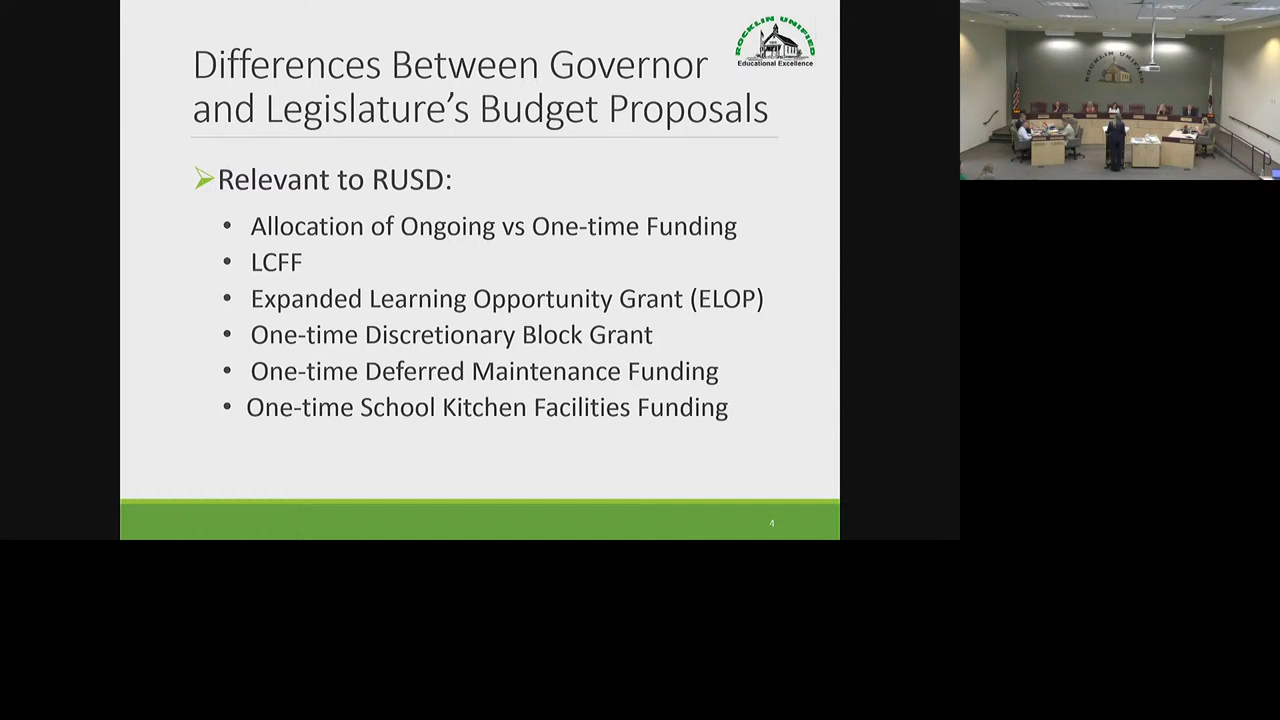 Differences Between Governor
and Legislature's Budget Proposals
ROCKLIN UNIFIED
Educational Excellence
Relevant to RUSD:
• Allocation of Ongoing vs One-time Funding
• LCFF
• Expanded Learning Opportunity Grant (ELOP)
• One-time Discretionary Block Grant
• One-time Deferred Maintenance Funding
• One-time School Kitchen Facilities Funding
4
ROCKLIN UNIFIED